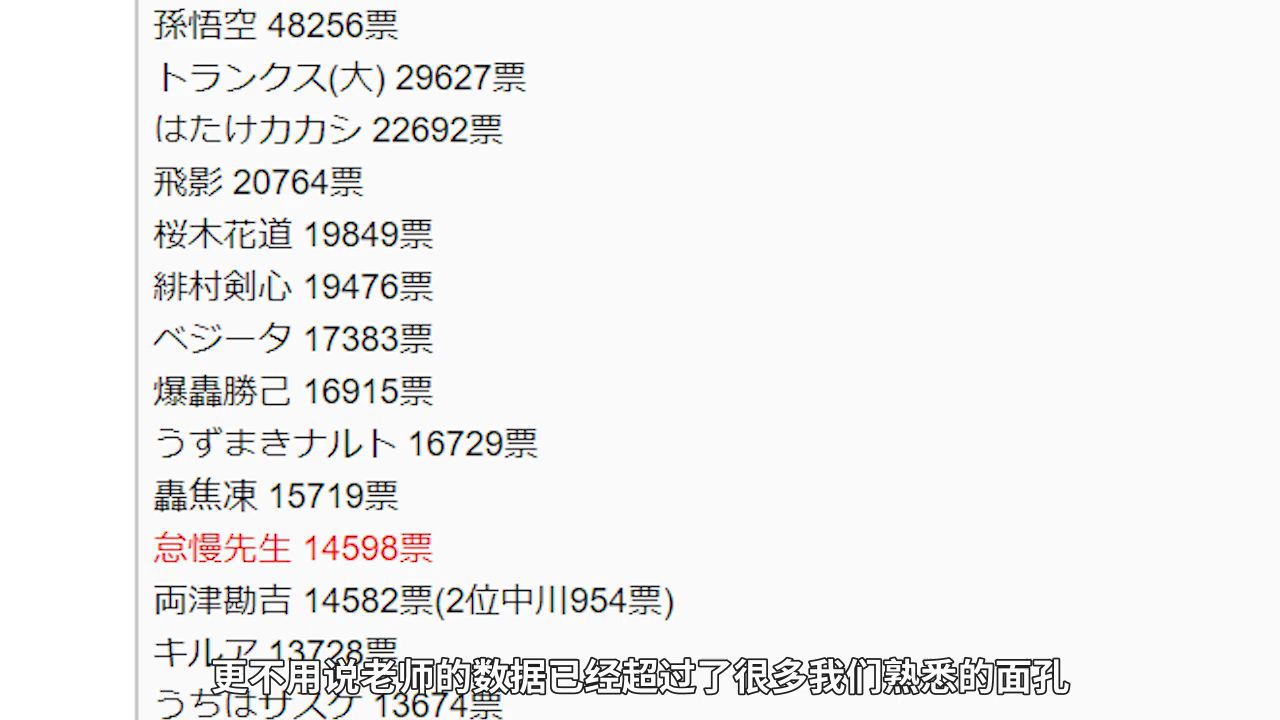 孫悟空 48256票
トランクス(大) 29627票
はたけカカシ 22692票
飛影 20764票
桜木花道 19849票
緋村剣心 19476票
ベジータ 17383票
爆轟勝己 16915票
うずまきナルト 16729票
轟焦凍 15719票
怠慢先生 14598票
両津勘吉 14582票(2位中川954票)
キルア 13728票
更不用说老师的数据已经超过了很多我们熟悉的面孔
うちはサスケ 13674票